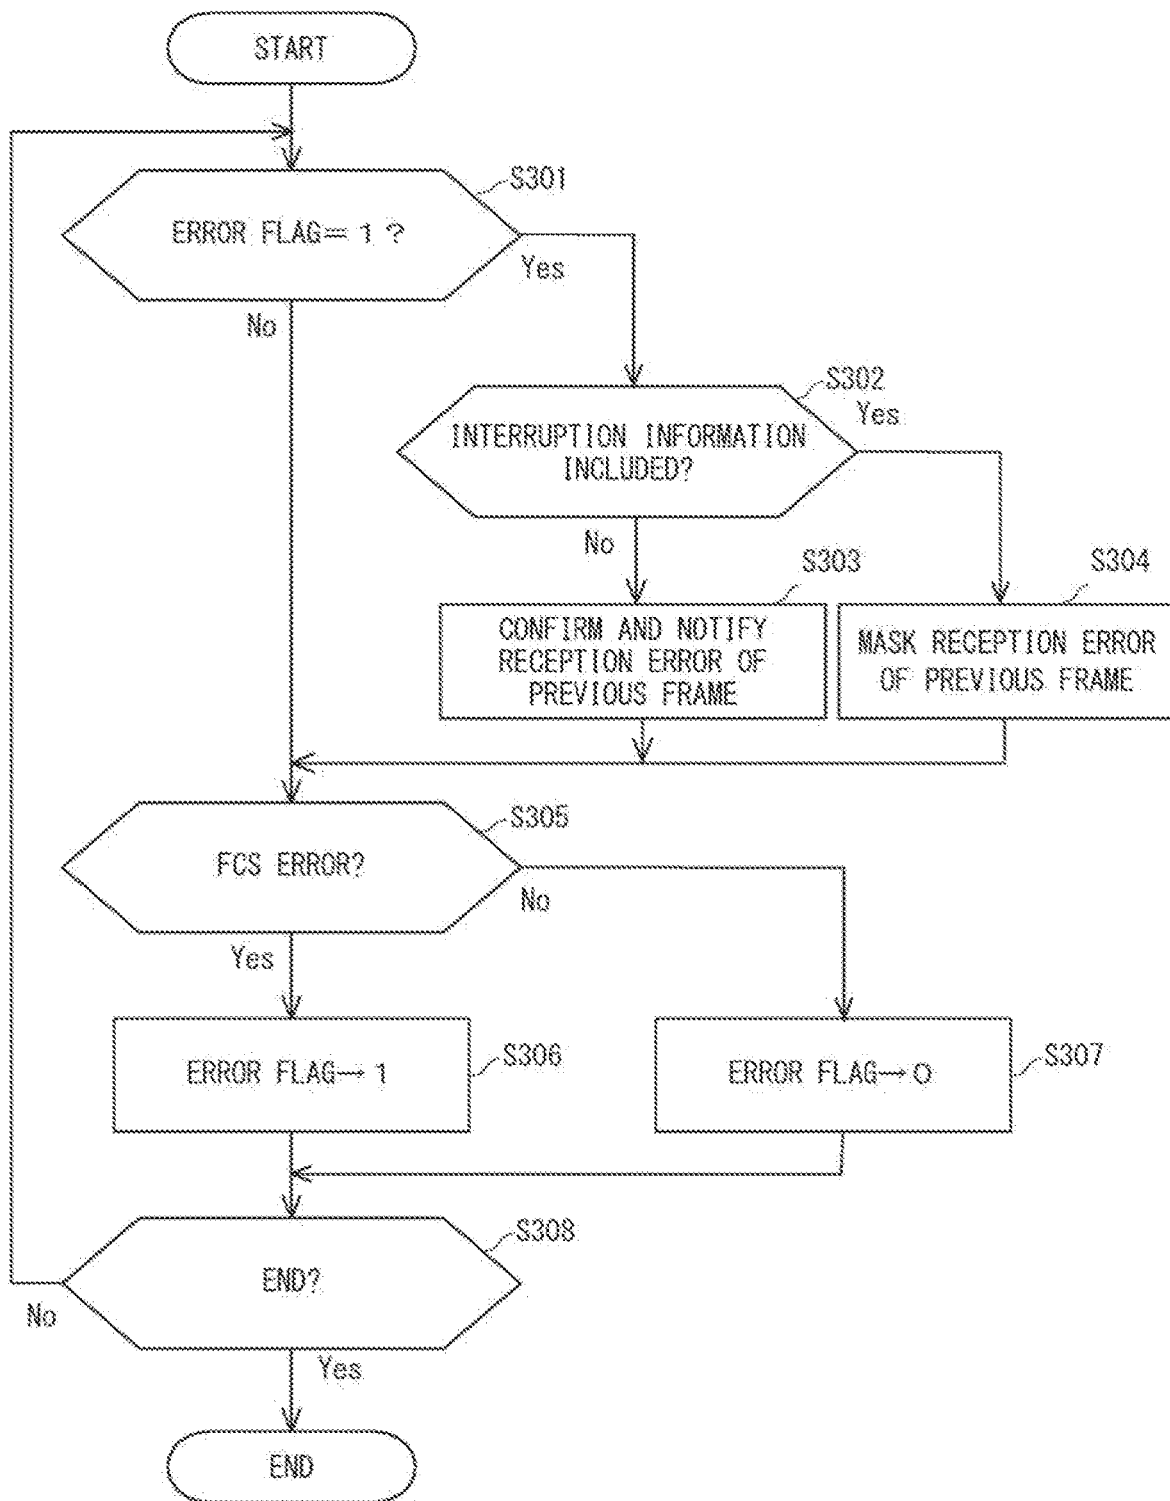 START
S301
ERROR FLAG=1?
Yes
No
S302
Yes
INTERRUPTION INFORMATION
INCLUDED?
No
S303
S304
CONFIRM AND NOTIFY
RECEPTION ERROR OF
PREVIOUS FRAME
MASK RECEPTION ERROR
OF PREVIOUS FRAME
S305
FCS ERROR?
No
Yes
ERROR FLAG→1
S306
ERROR FLAG→0
S307
S308
END?
No
Yes
END